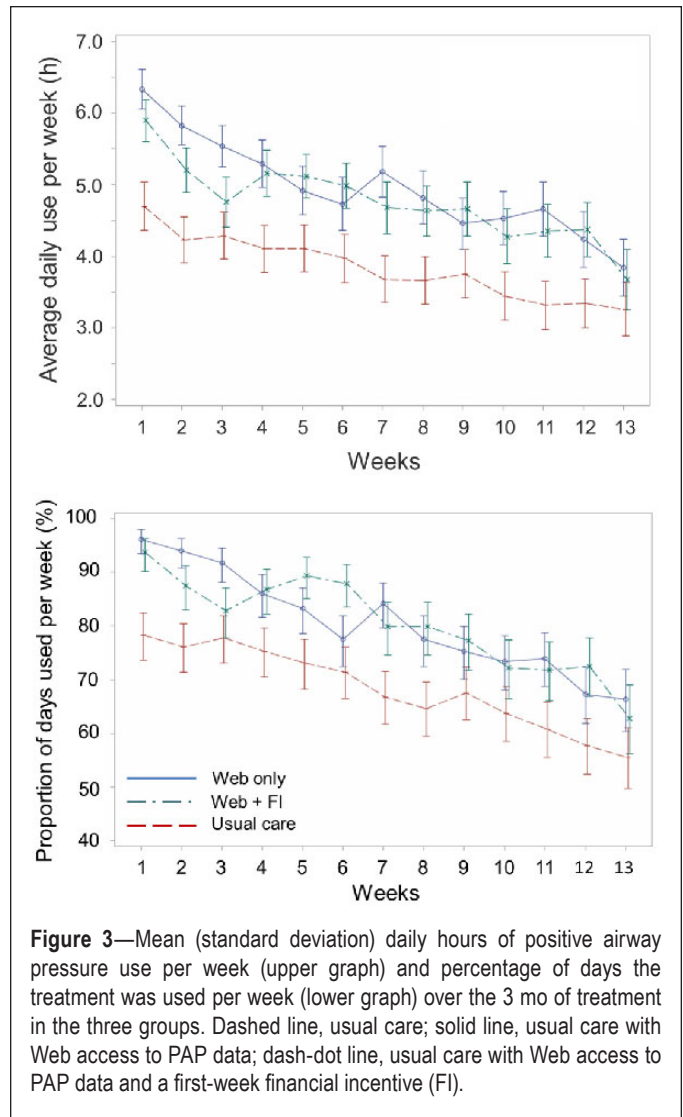 7.0
6.0
5.0
4.0
3.0
2.0
Average daily use per week (h)
1 2 3 4 5 6 7 8 9 10 11 12 13
Weeks
100
90
80
70
60
50
40
Proportion of days used per week (%)
Web only
Web + FI
Usual care
1 2 3 4 5 6 7 8 9 10 11 12 13
Weeks
Figure 3—Mean (standard deviation) daily hours of positive airway
pressure use per week (upper graph) and percentage of days the
treatment was used per week (lower graph) over the 3 mo of treatment
in the three groups. Dashed line, usual care; solid line, usual care with
Web access to PAP data; dash-dot line, usual care with Web access to
PAP data and a first-week financial incentive (FI).